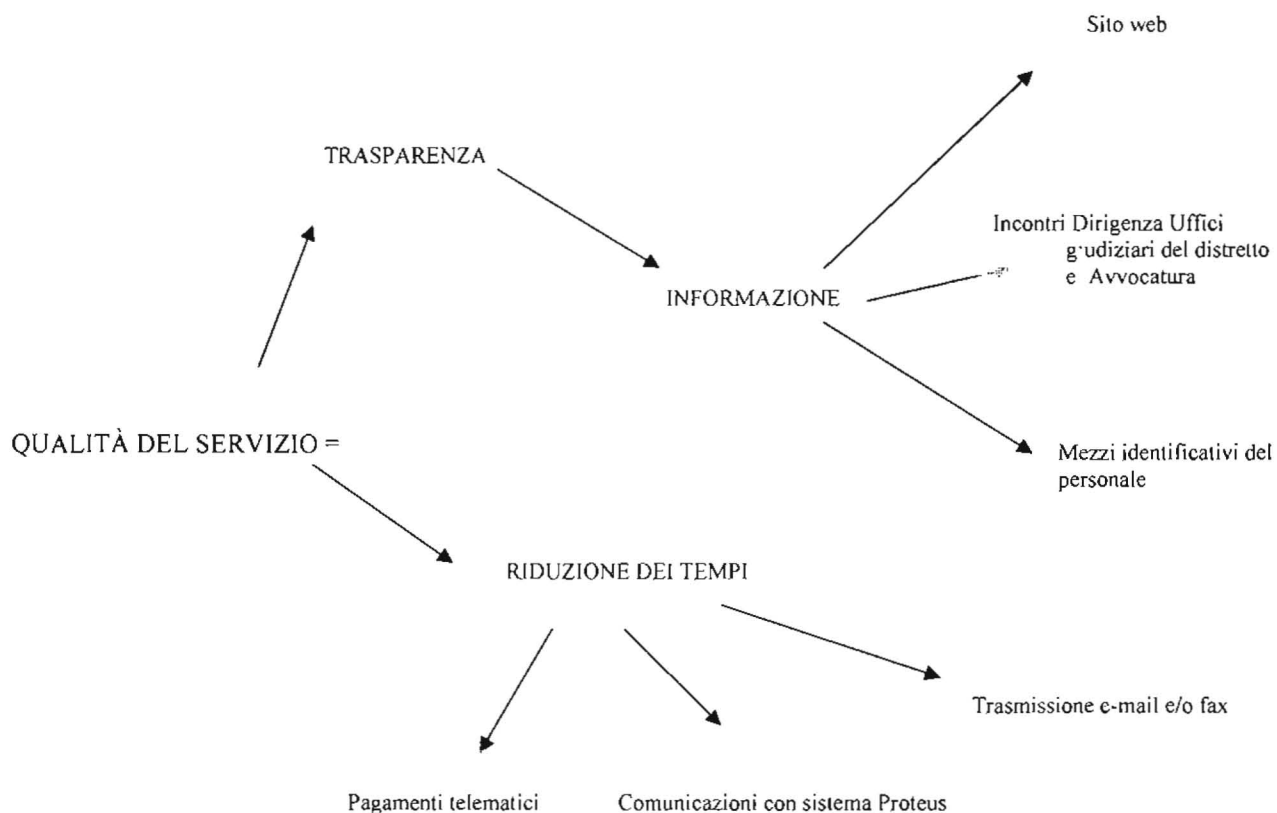 Sito web
TRASPARENZA
Incontri Dirigenza Uffici
giudiziari del distretto
e Avvocatura
INFORMAZIONE
QUALITÀ DEL SERVIZIO =
Mezzi identificativi del
personale
RIDUZIONE DEI TEMPI
Trasmissione e-mail e/o fax
Pagamenti telematici
Comunicazioni con sistema Proteus